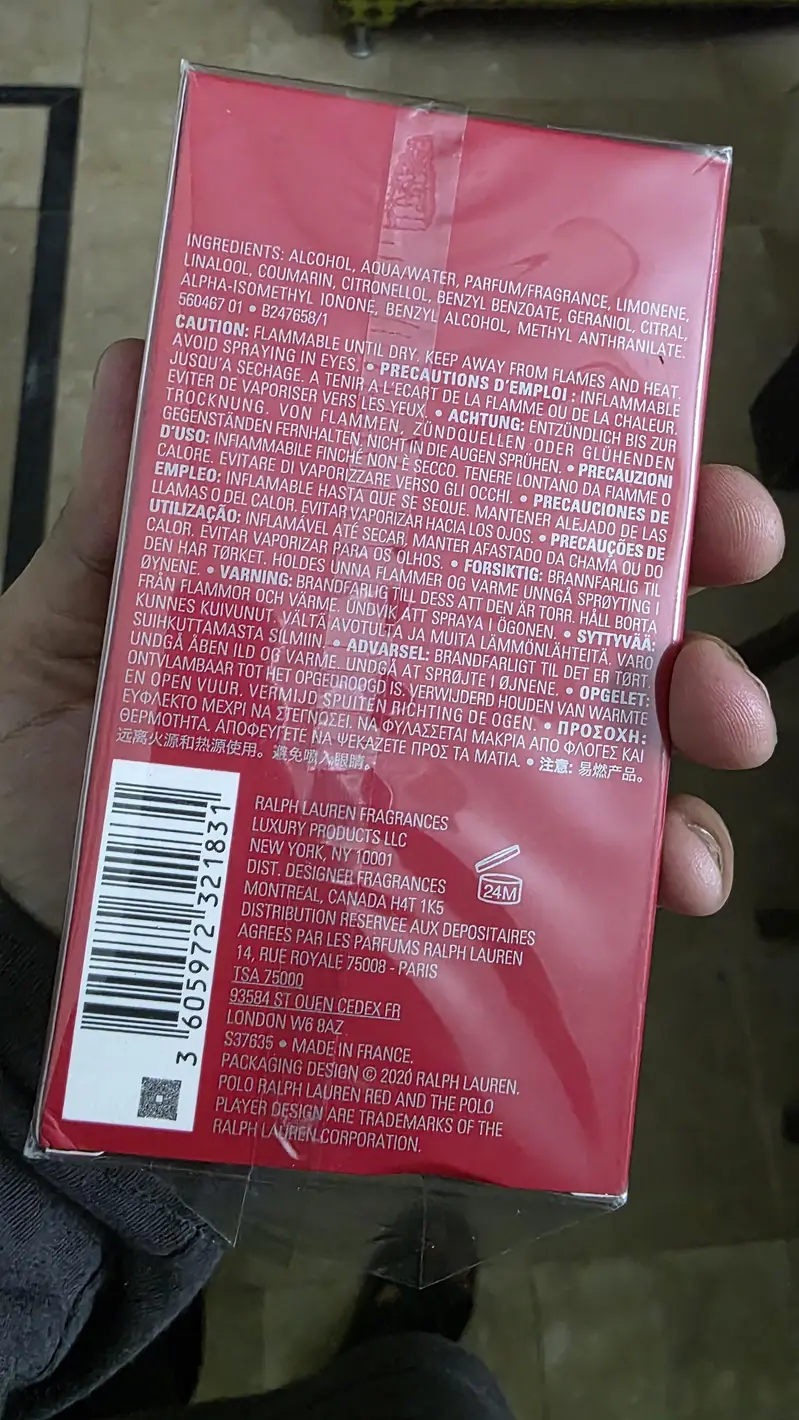 INGREDIENTS: ALCOHOL, AQUA/WATER, PARFUM/FRAGRANCE, LIMONENE,
LINALOOL, COUMARIN, CITRONELLOL, BENZYL BENZOATE, GERANIOL, CITRAL,
ALPHA-ISOMETHYL IONONE, BENZYL ALCOHOL, METHYL ANTHRANILATE.
560467 01 • B247658/1
CAUTION: FLAMMABLE UNTIL DRY. KEEP AWAY FROM FLAMES AND HEAT.
AVOID SPRAYING IN EYES. • PRECAUTIONS D'EMPLOI : INFLAMMABLE
JUSQU'A SECHAGE. A TENIR A L'ECART DE LA FLAMME OU DE LA CHALEUR.
EVITER DE VAPORISER VERS LES YEUX. • ACHTUNG: ENTZÜNDLICH BIS ZUR
TROCKNUNG. VON FLAMMEN, ZÜNDQUELLEN ODER GLÜHENDEN
GEGENSTÄNDEN FERNHALTEN. NICHT IN DIE AUGEN SPRÜHEN. • PRECAUZIONI
D'USO: INFIAMMABILE FINCHÉ NON È SECCO. TENERE LONTANO DA FIAMME O
CALORE. EVITARE DI VAPORIZZARE VERSO GLI OCCHI. • PRECAUCIONES DE
EMPLEO: INFLAMABLE HASTA QUE SE SEQUE. MANTENER ALEJADO DE LAS
LLAMAS O DEL CALOR. EVITAR VAPORIZAR HACIA LOS OJOS. • PRECAUÇÕES DE
UTILIZAÇÃO: INFLAMÁVEL ATÉ SECAR. MANTER AFASTADO DA CHAMA OU DO
CALOR. EVITAR VAPORIZAR PARA OS OLHOS. • FORSIKTIG: BRANNFARLIG TIL
DEN HAR TØRKET. HOLDES UNNA FLAMMER OG VARME UNNGÅ SPRØYTING I
ØYNENE. • VARNING: BRANDFARLIG TILL DESS ATT DEN ÄR TORR. HÅLL BORTA
FRÅN FLAMMOR OCH VÄRME. UNDVIK ATT SPRAYA I ÖGONEN. • SYTTYVÄÄ:
KUNNES KUIVUNUT. VÄLTÄ AVOTULTA JA MUITA LÄMMÖNLÄHTEITÄ. VARO
SUIHKUTTAMASTA SILMIIN. • ADVARSEL: BRANDFARLIGT TIL DET ER TØRT.
UNDGÅ ÅBEN ILD OG VARME. UNDGÅ AT SPRØJTE I ØJNENE. • OPGELET:
ONTVLAMBAAR TOT HET OPGEDROOGD IS. VERWIJDERD HOUDEN VAN WARMTE
EN OPEN VUUR. VERMIJD SPUITEN RICHTING DE OGEN. • ΠΡΟΣΟΧΗ:
ΕΥΦΛΕΚΤΟ ΜΕΧΡΙ ΝΑ ΣΤΕΓΝΩΣΕΙ. ΝΑ ΦΥΛΑΣΣΕΤΑΙ ΜΑΚΡΙΑ ΑΠΟ ΦΛΟΓΕΣ ΚΑΙ
ΘΕΡΜΟΤΗΤΑ. ΑΠΟΦΕΥΓΕΤΕ ΝΑ ΨΕΚΑΖΕΤΕ ΠΡΟΣ ΤΑ ΜΑΤΙΑ. • 注意: 易燃产品。
远离火源和热源使用。避免喷入眼睛。
RALPH LAUREN FRAGRANCES
LUXURY PRODUCTS LLC
NEW YORK, NY 10001
DIST. DESIGNER FRAGRANCES
MONTREAL, CANADA H4T 1K5
DISTRIBUTION RESERVEE AUX DEPOSITAIRES
AGREES PAR LES PARFUMS RALPH LAUREN
14, RUE ROYALE 75008 - PARIS
TSA 75000
93584 ST OUEN CEDEX FR
LONDON W6 8AZ
S37635 • MADE IN FRANCE.
PACKAGING DESIGN © 2020 RALPH LAUREN.
POLO RALPH LAUREN RED AND THE POLO
PLAYER DESIGN ARE TRADEMARKS OF THE
RALPH LAUREN CORPORATION.
24M
3 605972 321831